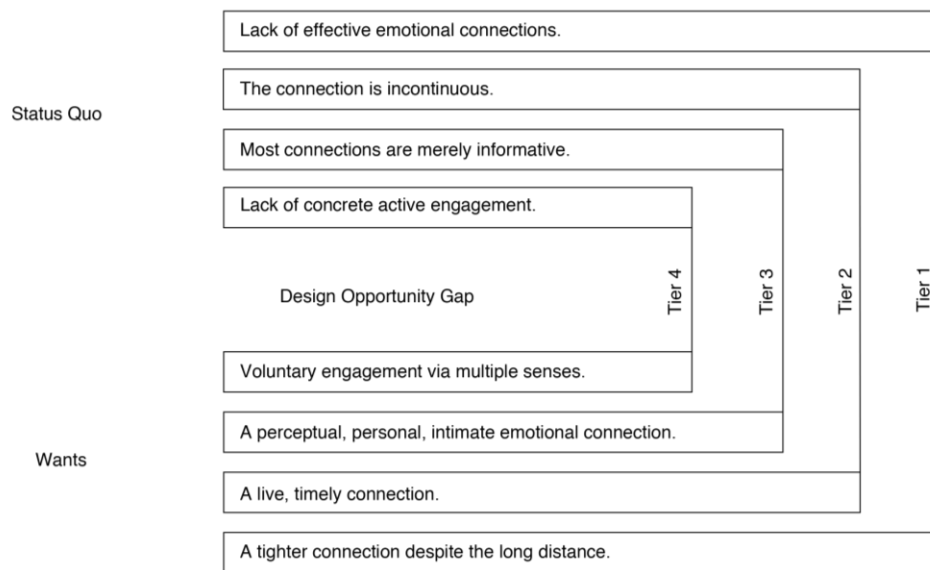 Lack of effective emotional connections.
The connection is incontinuous.
Status Quo
Most connections are merely informative.
Lack of concrete active engagement.
Design Opportunity Gap
Tier 4
Tier 3
Tier 2
Tier 1
Voluntary engagement via multiple senses.
A perceptual, personal, intimate emotional connection.
Wants
A live, timely connection.
A tighter connection despite the long distance.